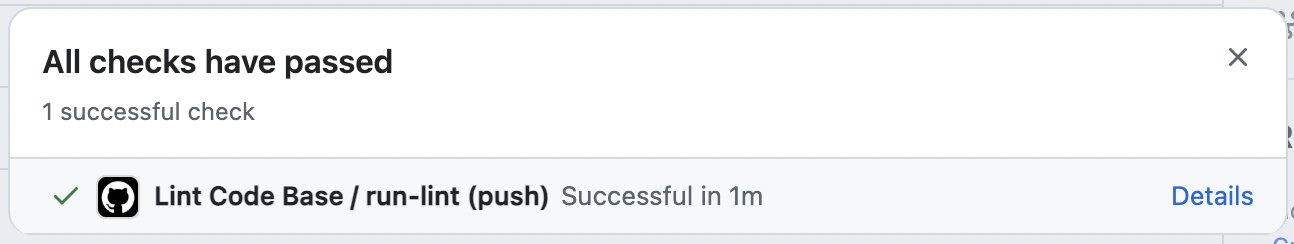 All checks have passed
1 successful check
Lint Code Base / run-lint (push) Successful in 1m Details